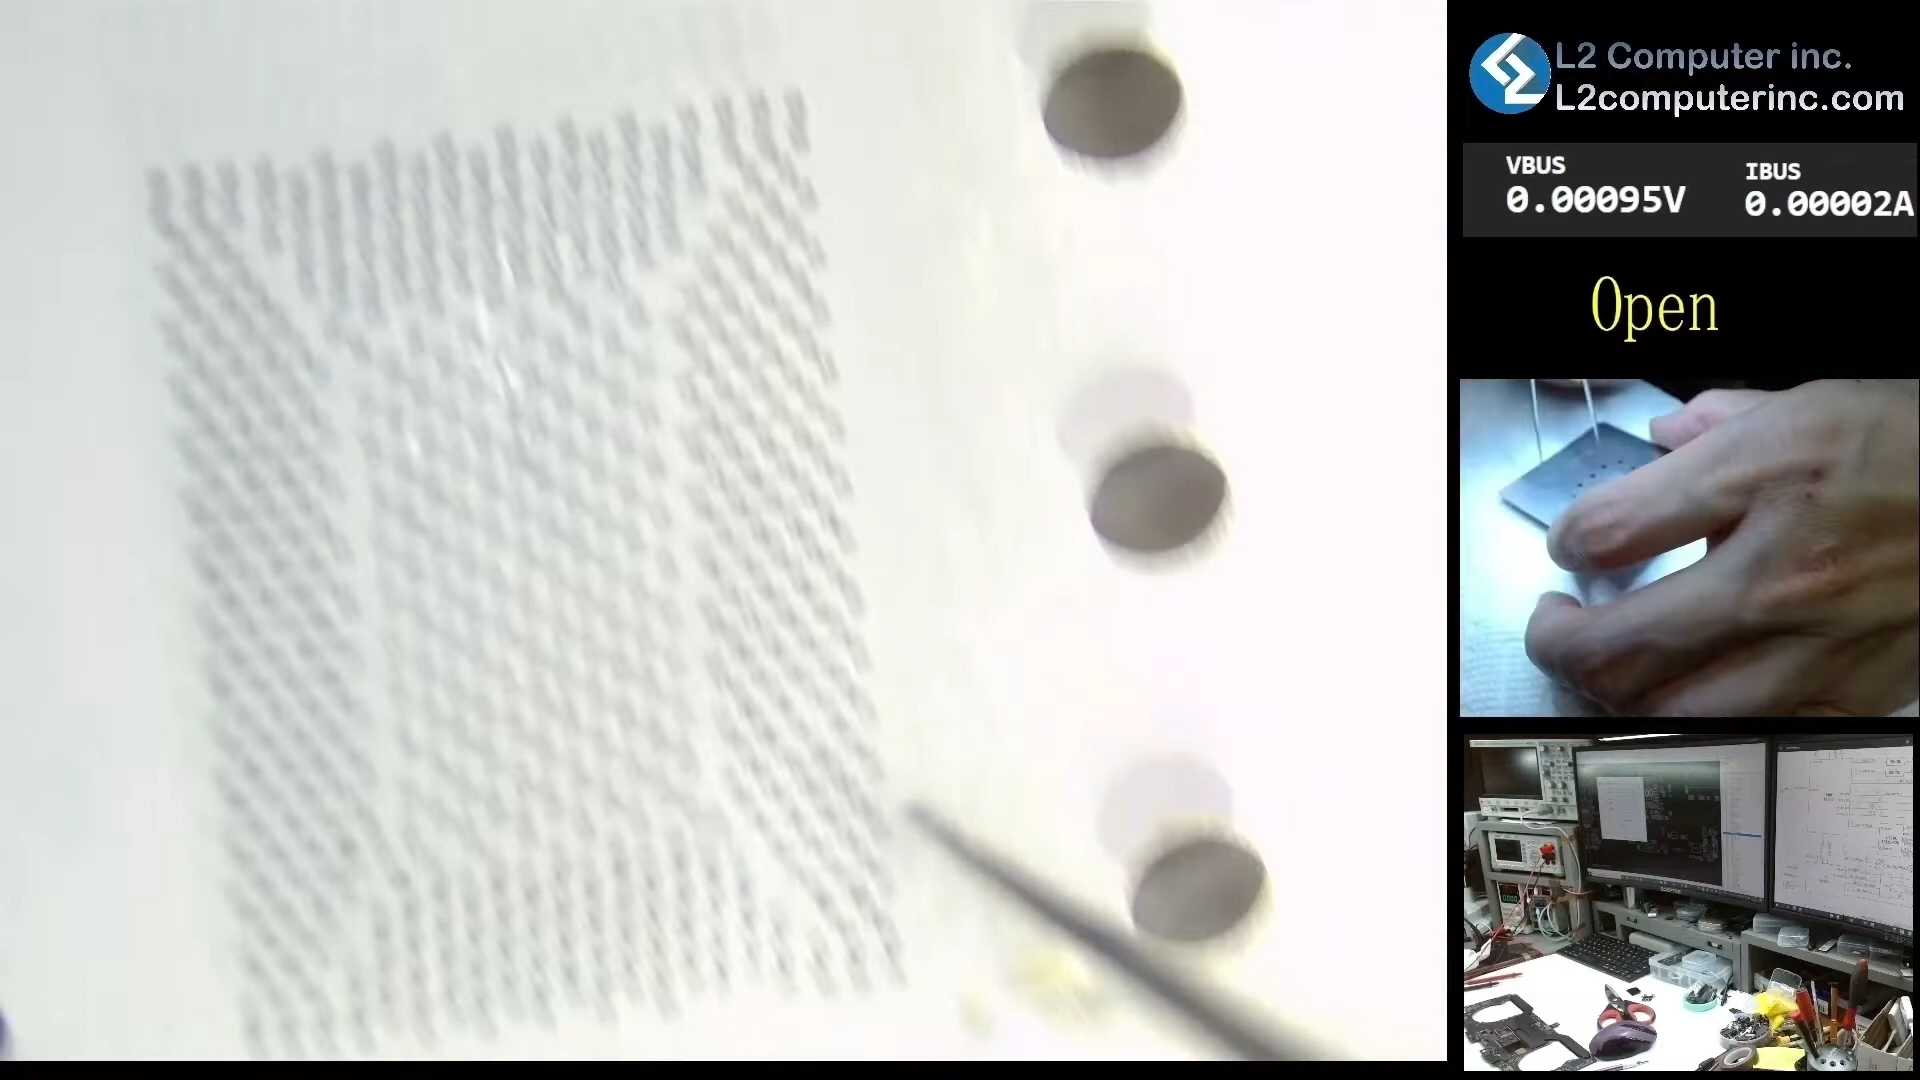 L2 Computer inc.
L2computerinc.com
VBUS
IBUS
0.00095V
0.00002A
Open